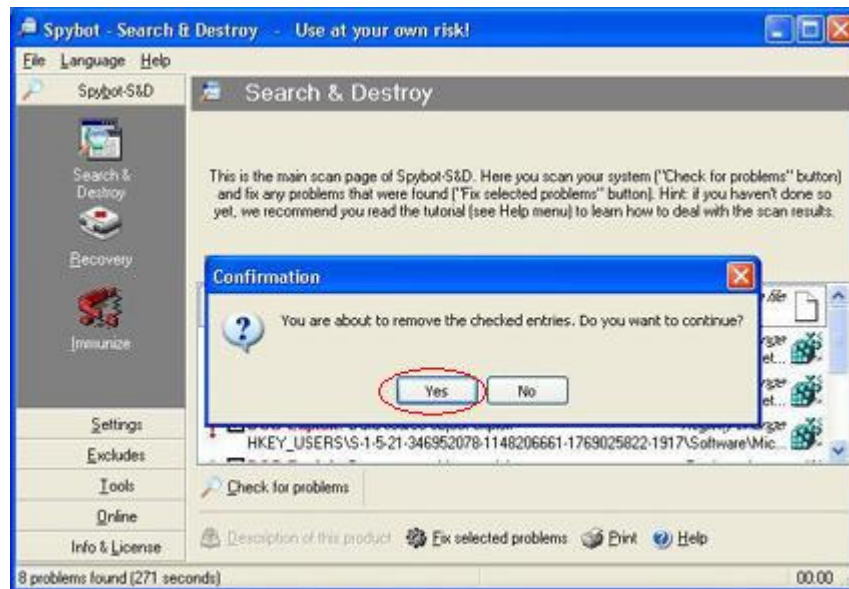 Spybot - Search & Destroy - Use at your own risk!
File Language Help
Spybot-S&D
Search & Destroy
Search &
Destroy
Recovery
Immunize
This is the main scan page of Spybot-S&D. Here you scan your system ("Check for problems" button)
and fix any problems that were found ("Fix selected problems" button). Hint: if you haven't done so
yet, we recommend you read the tutorial (see Help menu) to learn how to deal with the scan results.
Confirmation
You are about to remove the checked entries. Do you want to continue?
Yes No
file
HKEY_USERS\S-1-5-21-346952078-1148206661-1769025822-1917\Software\Mic...
Settings
Excludes
Tools
Online
Info & License
Check for problems
Description of this product Fix selected problems Print Help
8 problems found (271 seconds) 00:00